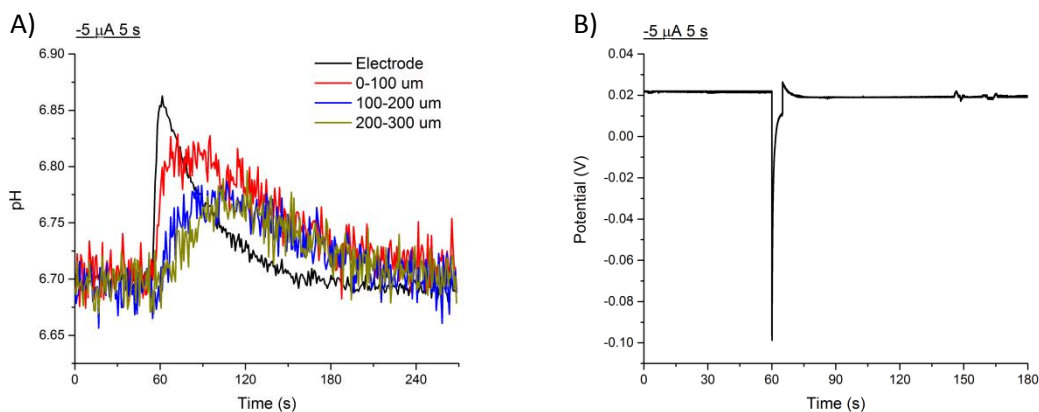 A)
-5 µA 5 s
6.90
6.85
6.80
6.75
6.70
6.65
pH
0
60
120
180
240
Time (s)
Electrode
0-100 um
100-200 um
200-300 um
B)
-5 µA 5 s
0.04
0.02
0.00
-0.02
-0.04
-0.06
-0.08
-0.10
Potential (V)
0
30
60
90
120
150
180
Time (s)